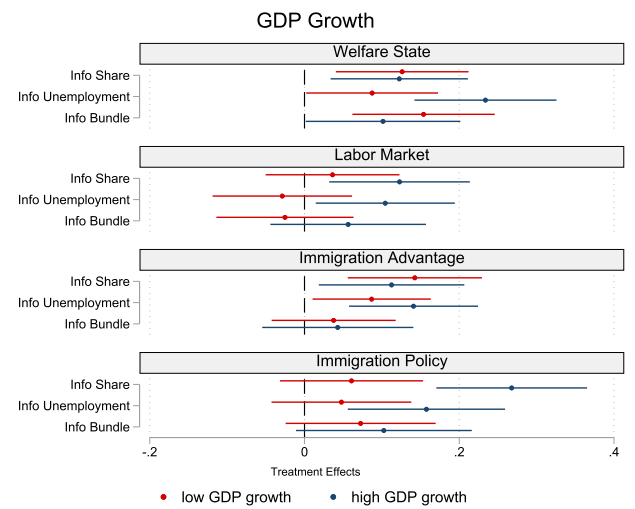 GDP Growth
Welfare State
Info Share
Info Unemployment
Info Bundle
Labor Market
Info Share
Info Unemployment
Info Bundle
Immigration Advantage
Info Share
Info Unemployment
Info Bundle
Immigration Policy
Info Share
Info Unemployment
Info Bundle
-.2 0 .2 .4
Treatment Effects
low GDP growth high GDP growth